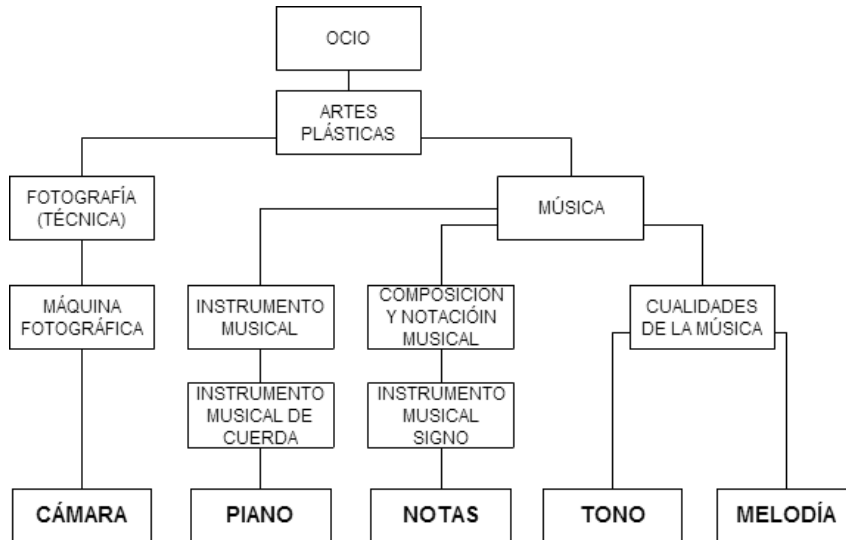 OCIO
ARTES
PLÁSTICAS
FOTOGRAFÍA
(TÉCNICA)
MÚSICA
MÁQUINA
FOTOGRÁFICA
INSTRUMENTO
MUSICAL
COMPOSICION
Y NOTACIÓIN
MUSICAL
CUALIDADES
DE LA MÚSICA
INSTRUMENTO
MUSICAL DE
CUERDA
INSTRUMENTO
MUSICAL
SIGNO
CÁMARA
PIANO
NOTAS
TONO
MELODÍA